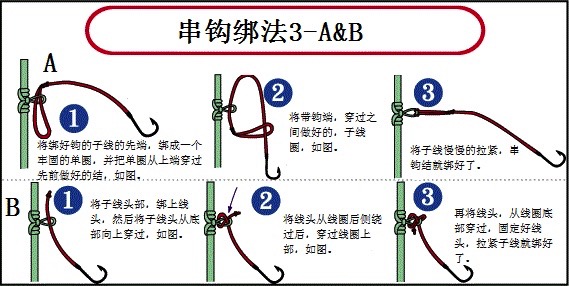 串钩绑法3-A&B
A
1
将绑好钩的子线的先端，绑成一个
丰圄的单圈，并把单圈从上端穿过
先前做好的结，如图。
2
将带钩端，穿过之
间做好的，子线
圈，如图。
3
将子线慢慢的拉紧，串
钩结就绑好了。
B
1
将子线头部，绑上线
头，然后将子线头从底
部向上穿过，如图。
2
将线头从线圈后侧绕
过后，穿过线圈上
部，如图。
3
再将线头，从线圈底
部穿过，固定好线
头，拉紧子线就绑好
了。